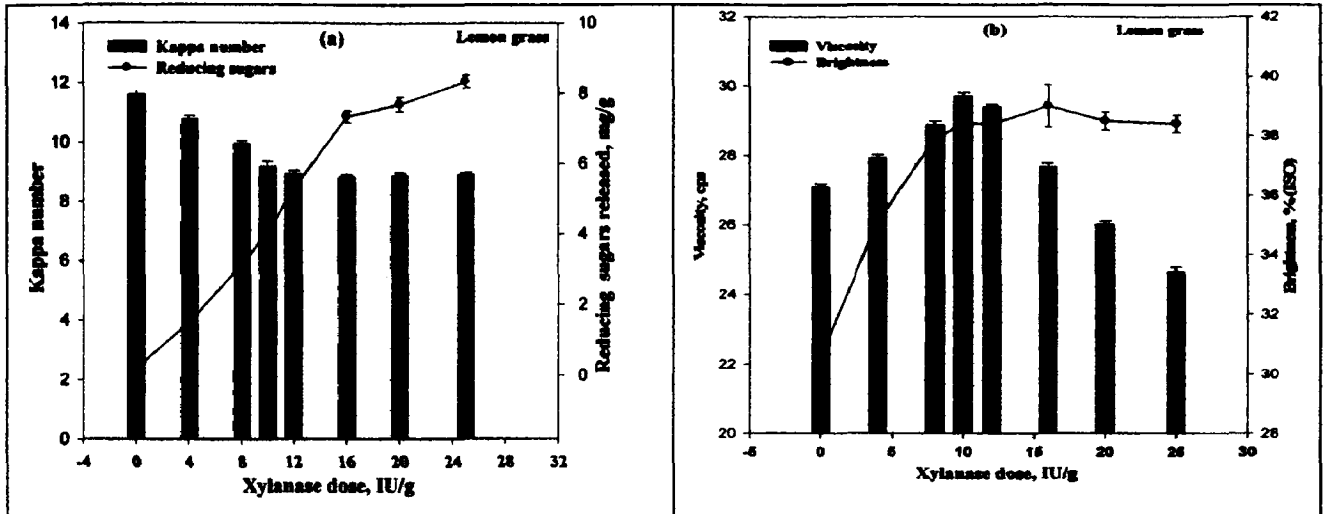 (a)
Lemon grass
Kappa number
Reducing sugars
14
12
10
8
6
4
2
0
Kappa number
10
8
6
4
2
0
Reducing sugars released, mg/g
-4 0 4 8 12 16 20 24 28 32
Xylanase dose, IU/g
(b)
Lemon grass
Viscosity
Brightness
32
30
28
26
24
22
20
Viscosity, cps
42
40
38
36
34
32
30
28
Brightness, % (ISO)
-5 0 5 10 15 20 25 30
Xylanase dose, IU/g